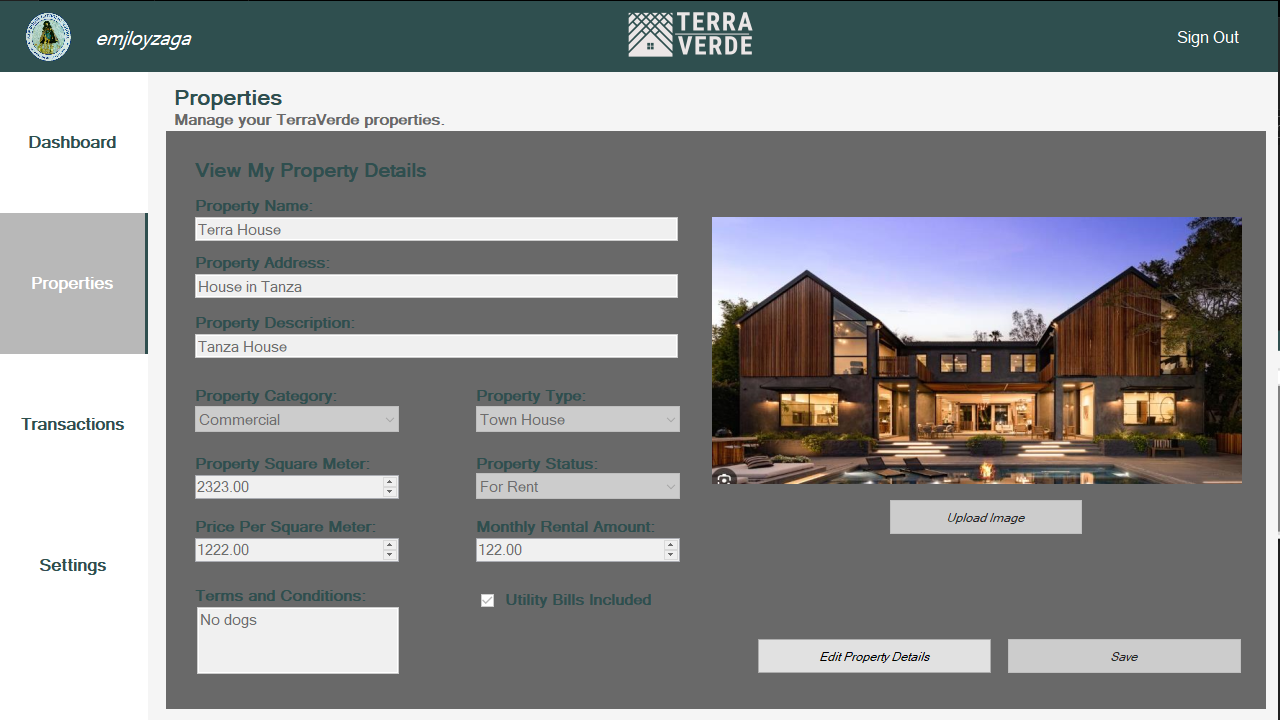 emjloyzaga
TERRA
VERDE
Sign Out
Dashboard
Properties
Transactions
Settings
Properties
Manage your TerraVerde properties.
View My Property Details
Property Name:
Terra House
Property Address:
House in Tanza
Property Description:
Tanza House
Property Category:
Property Type:
Commercial
Town House
Property Square Meter:
Property Status:
2323.00
For Rent
Price Per Square Meter:
Monthly Rental Amount:
1222.00
122.00
Terms and Conditions:
No dogs
Utility Bills Included
Upload Image
Edit Property Details
Save